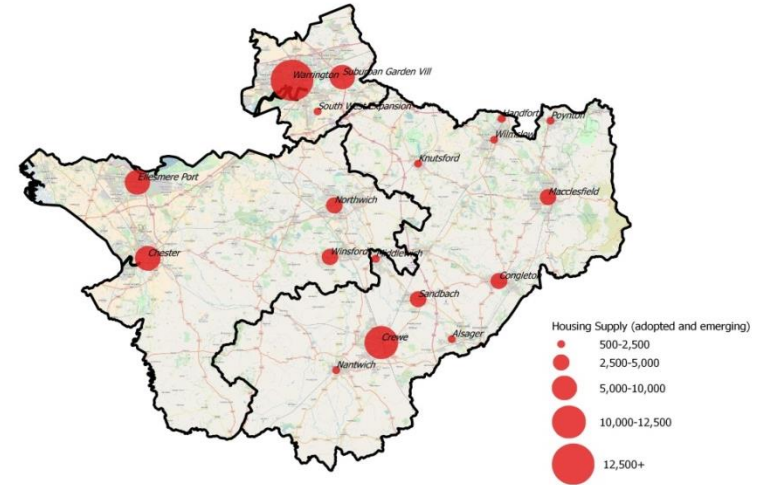 Warrington
Suburban Garden Vill
South West Expansion
Handforth
Poynton
Wilmslow
Knutsford
Ellesmere Port
Macclesfield
Northwich
Chester
Winsford
Middlewich
Congleton
Sandbach
Crewe
Alsager
Nantwich
Housing Supply (adopted and emerging)
500-2,500
2,500-5,000
5,000-10,000
10,000-12,500
12,500+